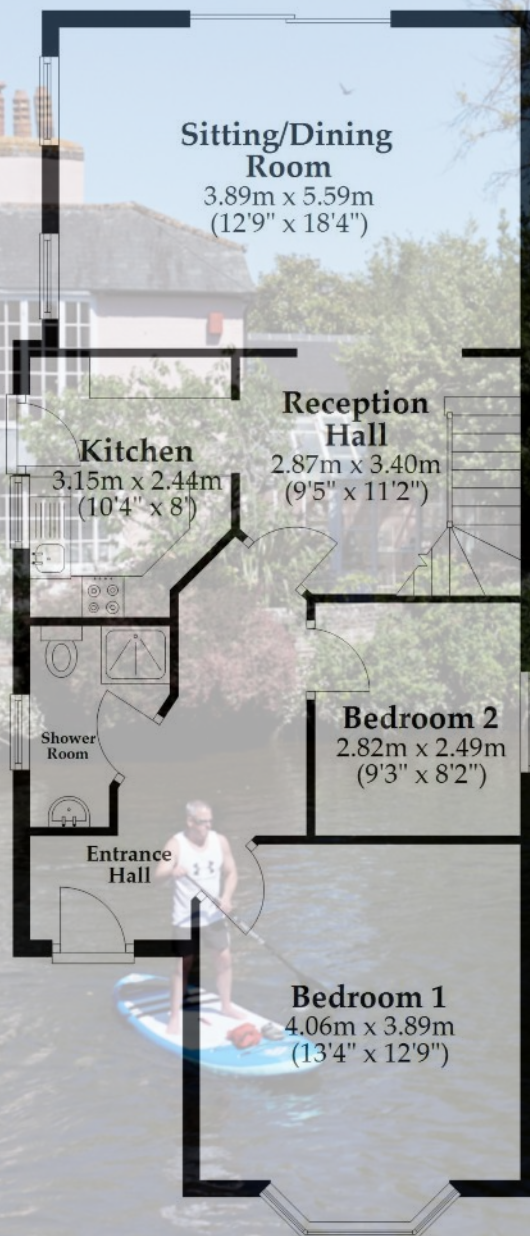 Sitting/Dining
Room
3.89m x 5.59m
(12'9" x 18'4")
Reception
Hall
2.87m x 3.40m
(9'5" x 11'2")
Kitchen
3.15m x 2.44m
(10'4" x 8')
Shower
Room
Bedroom 2
2.82m x 2.49m
(9'3" x 8'2")
Entrance
Hall
Bedroom 1
4.06m x 3.89m
(13'4" x 12'9")